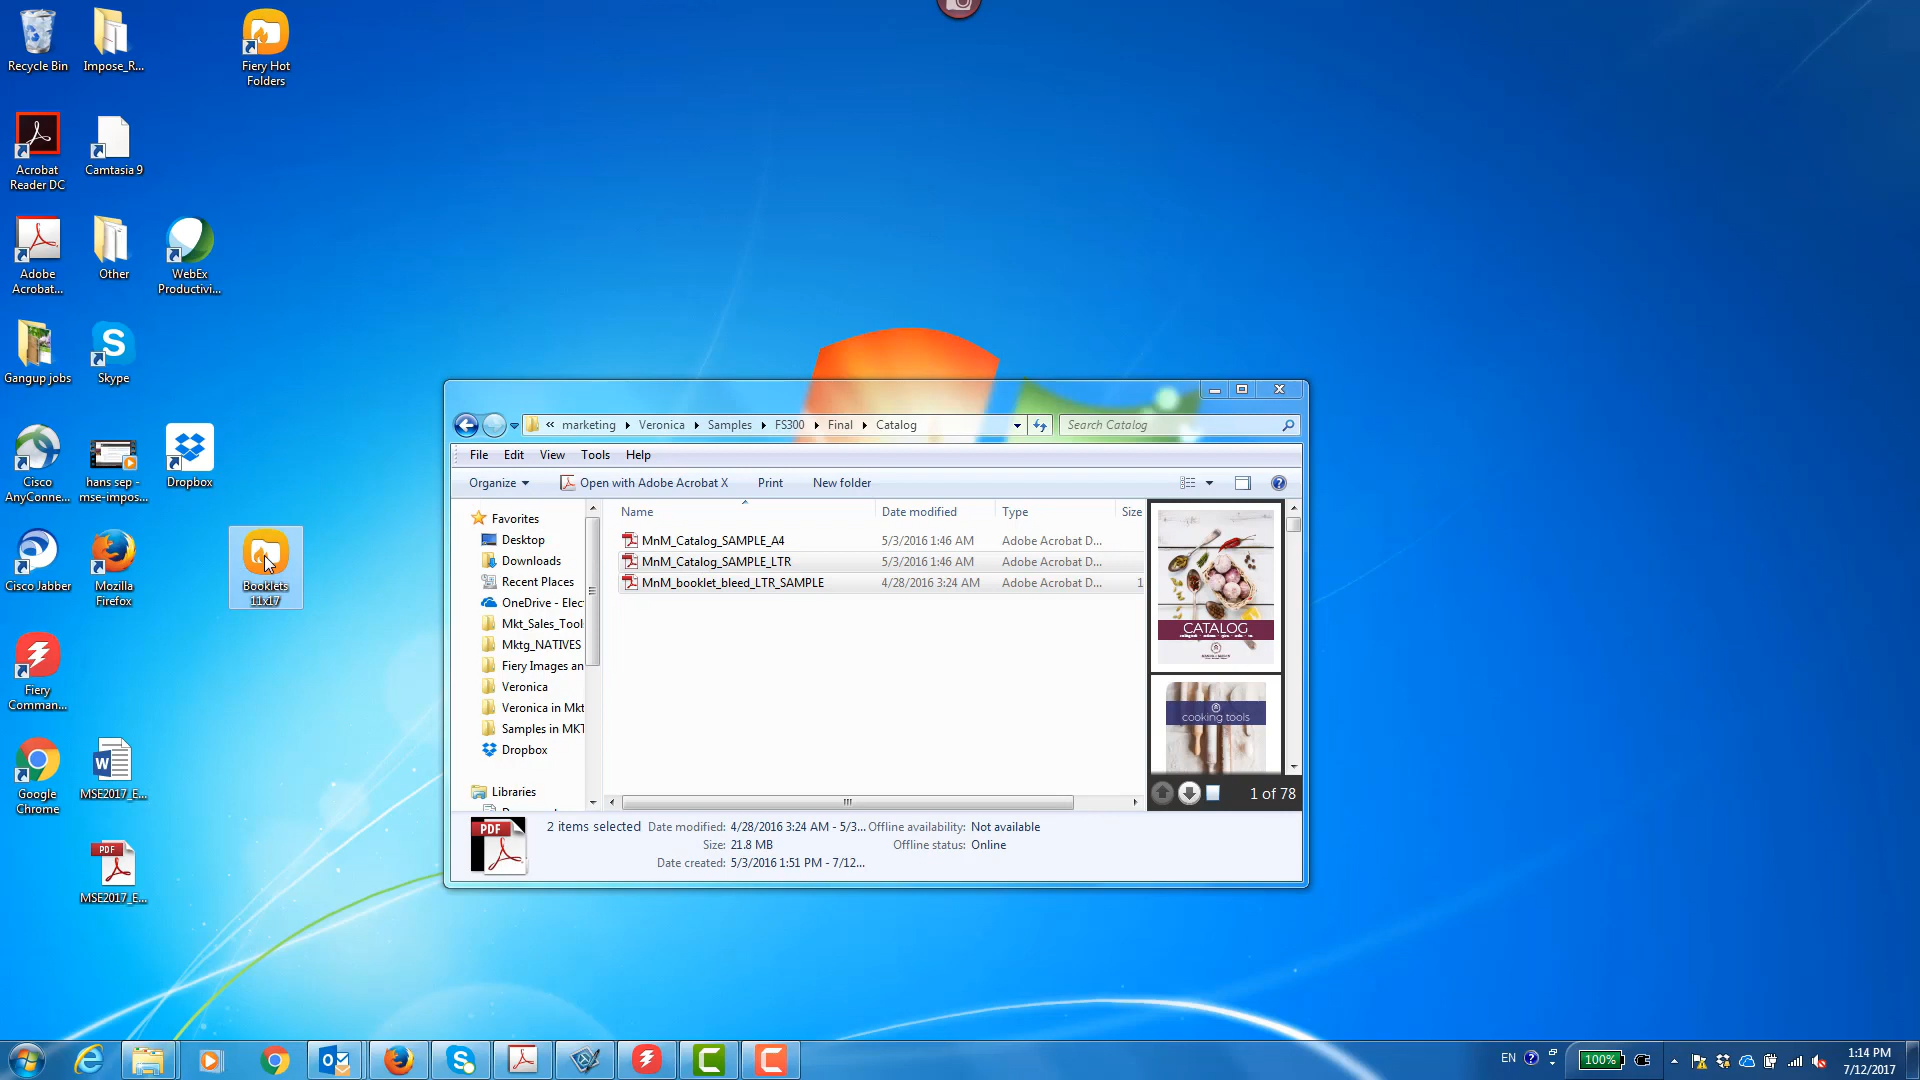 Recycle Bin
Impose_R...
Fiery Hot
Folders
Acrobat
Reader DC
Camtasia 9
Adobe
Acrobat...
Other
WebEx
Productivi...
Gangup jobs
Skype
Cisco
AnyConne...
hans sep -
mse-impos...
Dropbox
Cisco Jabber
Mozilla
Firefox
Booklets
11x17
Fiery
Comman...
Google
Chrome
MSE2017_E...
PDF
MSE2017_E...
« marketing Veronica Samples FS300 Final Catalog
Search Catalog
File Edit View Tools Help
Organize Open with Adobe Acrobat X Print New folder
Favorites
Desktop
Downloads
Recent Places
OneDrive - Elec
Mkt_Sales_Tool
Mktg_NATIVES
Fiery Images an
Veronica
Veronica in Mkt
Samples in MKT
Dropbox
Libraries
Name Date modified Type Size
MnM_Catalog_SAMPLE_A4 5/3/2016 1:46 AM Adobe Acrobat D...
MnM_Catalog_SAMPLE_LTR 5/3/2016 1:46 AM Adobe Acrobat D...
MnM_booklet_bleed_LTR_SAMPLE 4/28/2016 3:24 AM Adobe Acrobat D... 1
CATALOG
cooking tools
1 of 78
PDF
2 items selected Date modified: 4/28/2016 3:24 AM - 5/3... Offline availability: Not available
Size: 21.8 MB Offline status: Online
Date created: 5/3/2016 1:51 PM - 7/12...
EN
100%
1:14 PM
7/12/2017